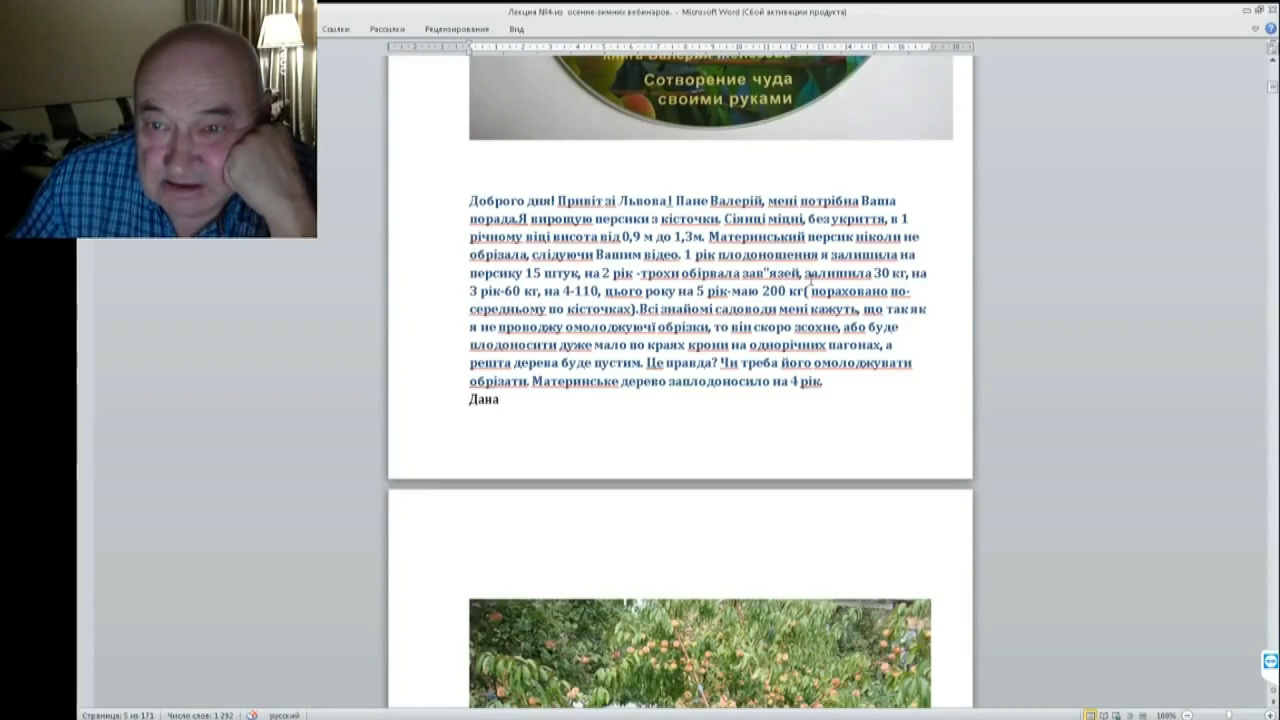 Лекция №4 из осенне-зимних вебинаров. - Microsoft Word (Сбой активации продукта)
Ссылки Рассылки Рецензирование Вид
Сотворение чуда
своими руками
Доброго дня! Привіт зі Львова! Пане Валерій, мені потрібна Ваша
порада.Я вирощую персики з кісточки. Сіянці міцні, без укриття, в 1
річному віці висота від 0,9 м до 1,3м. Материнський персик ніколи не
обрізала, слідуючи Вашим відео. 1 рік плодоношення я залишила на
персику 15 штук, на 2 рік -трохи обірвала зав"язей, залишила 30 кг, на
3 рік-60 кг, на 4-110, цього року на 5 рік-маю 200 кг( пораховано по-
середньому по кісточках).Всі знайомі садоводи мені кажуть, що так як
я не проводжу омолоджуючї обрізки, то він скоро зсохне, або буде
плодоносити дуже мало по краях крони на однорічних пагонах, а
решта дерева буде пустим. Це правда? Чи треба його омолоджувати
обрізати. Материнське дерево заплодоносило на 4 рік.
Дана
Страница: 5 из 171 Число слов: 1 292 русский 100%